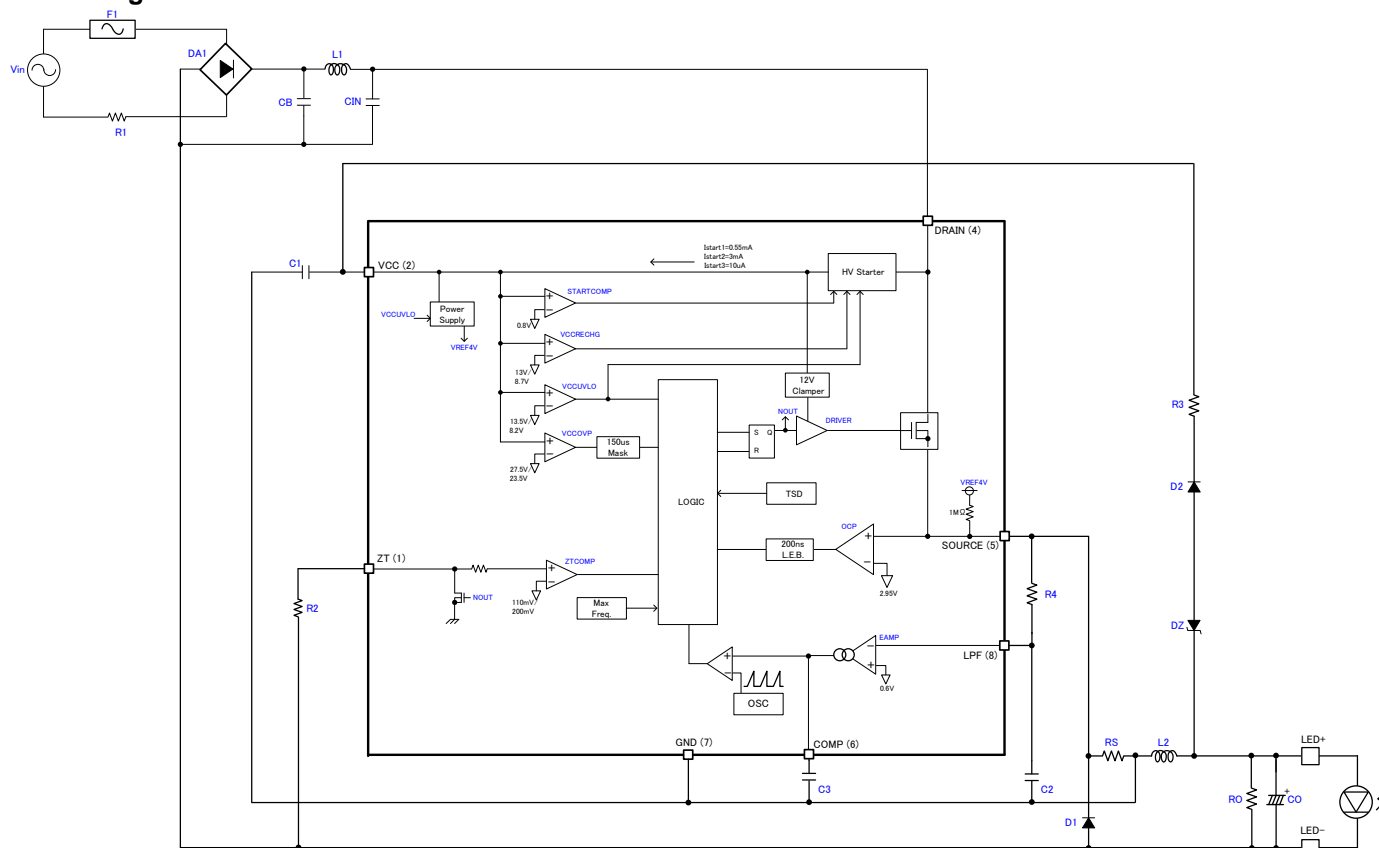 F1
Vin
DA1
L1
CB
CIN
R1
DRAIN (4)
C1
VCC (2)
Istart1=0.55mA
Istart2=3mA
Istart3=10uA
HV Starter
STARTCOMP
0.8V
Power
Supply
VCCUVLO
VREF4V
VCCRECHG
13V/
8.7V
VCCUVLO
13.5V/
8.2V
12V
Clamper
NOUT
DRIVER
S Q
R
VCCOVP
150us
Mask
27.5V/
23.5V
LOGIC
TSD
VREF4V
1MΩ
R3
D2
OCP
200ns
L.E.B.
2.95V
SOURCE (5)
ZT (1)
ZTCOMP
NOUT
110mV/
200mV
Max
Freq.
R2
R4
DZ
EAMP
LPF (8)
0.6V
OSC
GND (7)
COMP (6)
C3
C2
RS
L2
LED+
RO
+
CO
D1
LED-